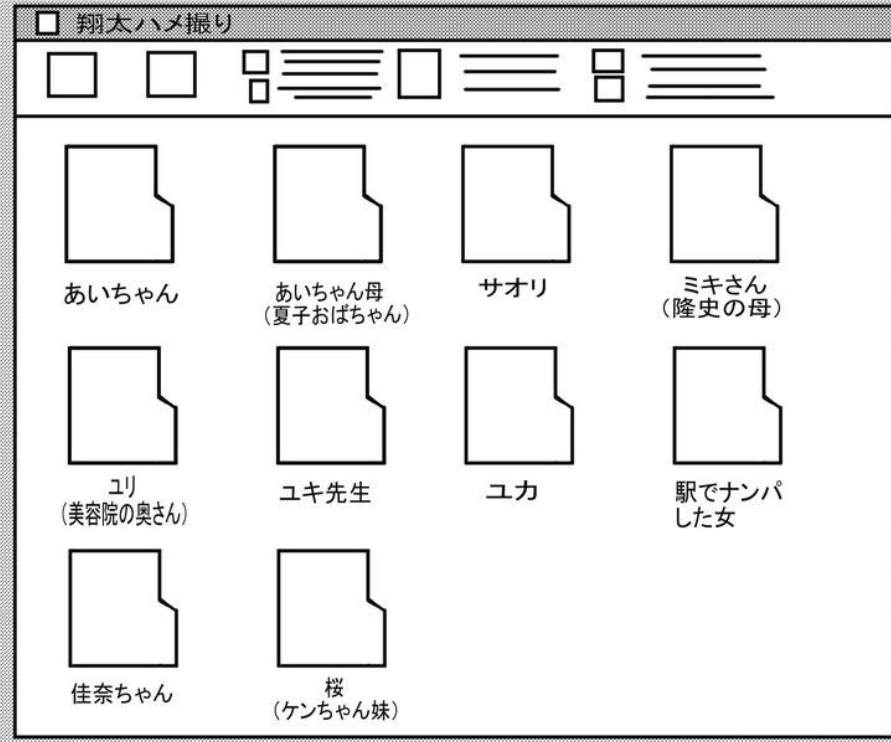 翔太ハメ撮り
あいちゃん
あいちゃん母
（夏子おばちゃん）
サオリ
ミキさん
（隆史の母）
ユリ
（美容院の奥さん）
ユキ先生
ユカ
駅でナンパ
した女
佳奈ちゃん
桜
（ケンちゃん妹）